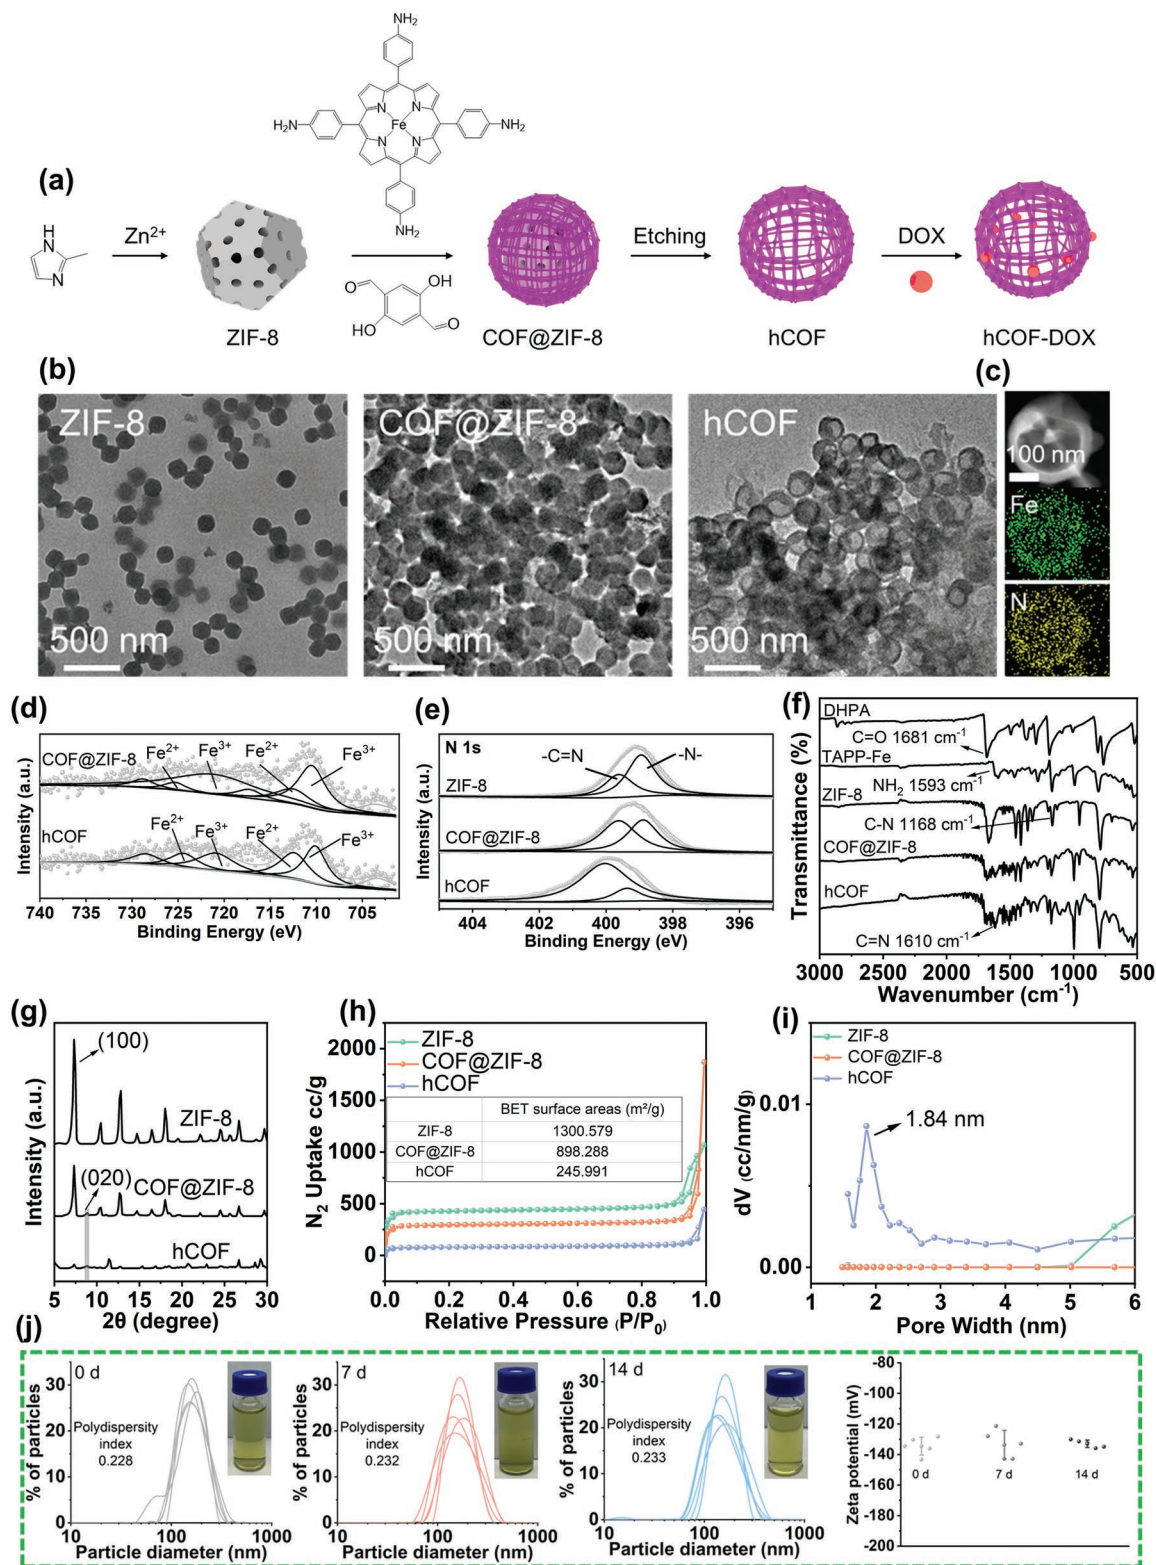 NH2
H2N
N
N
Fe
N
N
NH2
NH2
(a)
H
N
N
Zn2+
OH
O
O
HO
Etching
DOX
ZIF-8
COF@ZIF-8
hCOF
hCOF-DOX
(b)
(c)
ZIF-8
500 nm
COF@ZIF-8
500 nm
hCOF
500 nm
100 nm
Fe
N
(d)
COF@ZIF-8
Fe2+
Fe3+
Fe2+
Fe3+
hCOF
Fe2+
Fe3+
Fe2+
Fe3+
Intensity (a.u.)
740 735 730 725 720 715 710 705
Binding Energy (eV)
(e)
N 1s
-C=N
-N-
ZIF-8
COF@ZIF-8
hCOF
Intensity (a.u.)
404 402 400 398 396
Binding Energy (eV)
(f)
DHPA
C=O 1681 cm-1
TAPP-Fe
NH2 1593 cm-1
ZIF-8
C-N 1168 cm-1
COF@ZIF-8
hCOF
C=N 1610 cm-1
Transmittance (%)
3000 2500 2000 1500 1000 500
Wavenumber (cm-1)
(g)
(100)
ZIF-8
(020)
COF@ZIF-8
hCOF
Intensity (a.u.)
5 10 15 20 25 30
2θ (degree)
(h)
ZIF-8
COF@ZIF-8
hCOF
BET surface areas (m²/g)
ZIF-8 1300.579
COF@ZIF-8 898.288
hCOF 245.991
N2 Uptake cc/g
2000
1500
1000
500
0
0.0 0.2 0.4 0.6 0.8 1.0
Relative Pressure (P/P0)
(i)
ZIF-8
COF@ZIF-8
hCOF
1.84 nm
dV (cc/nm/g)
0.01
0.00
1 2 3 4 5 6
Pore Width (nm)
(j)
0 d
Polydispersity
index
0.228
% of particles
30
20
10
0
10 100 1000
Particle diameter (nm)
7 d
Polydispersity
index
0.232
% of particles
30
20
10
0
10 100 1000
Particle diameter (nm)
14 d
Polydispersity
index
0.233
% of particles
30
20
10
0
10 100 1000
Particle diameter (nm)
Zeta potential (mV)
-80
-100
-120
-140
-160
-180
-200
0 d
7 d
14 d